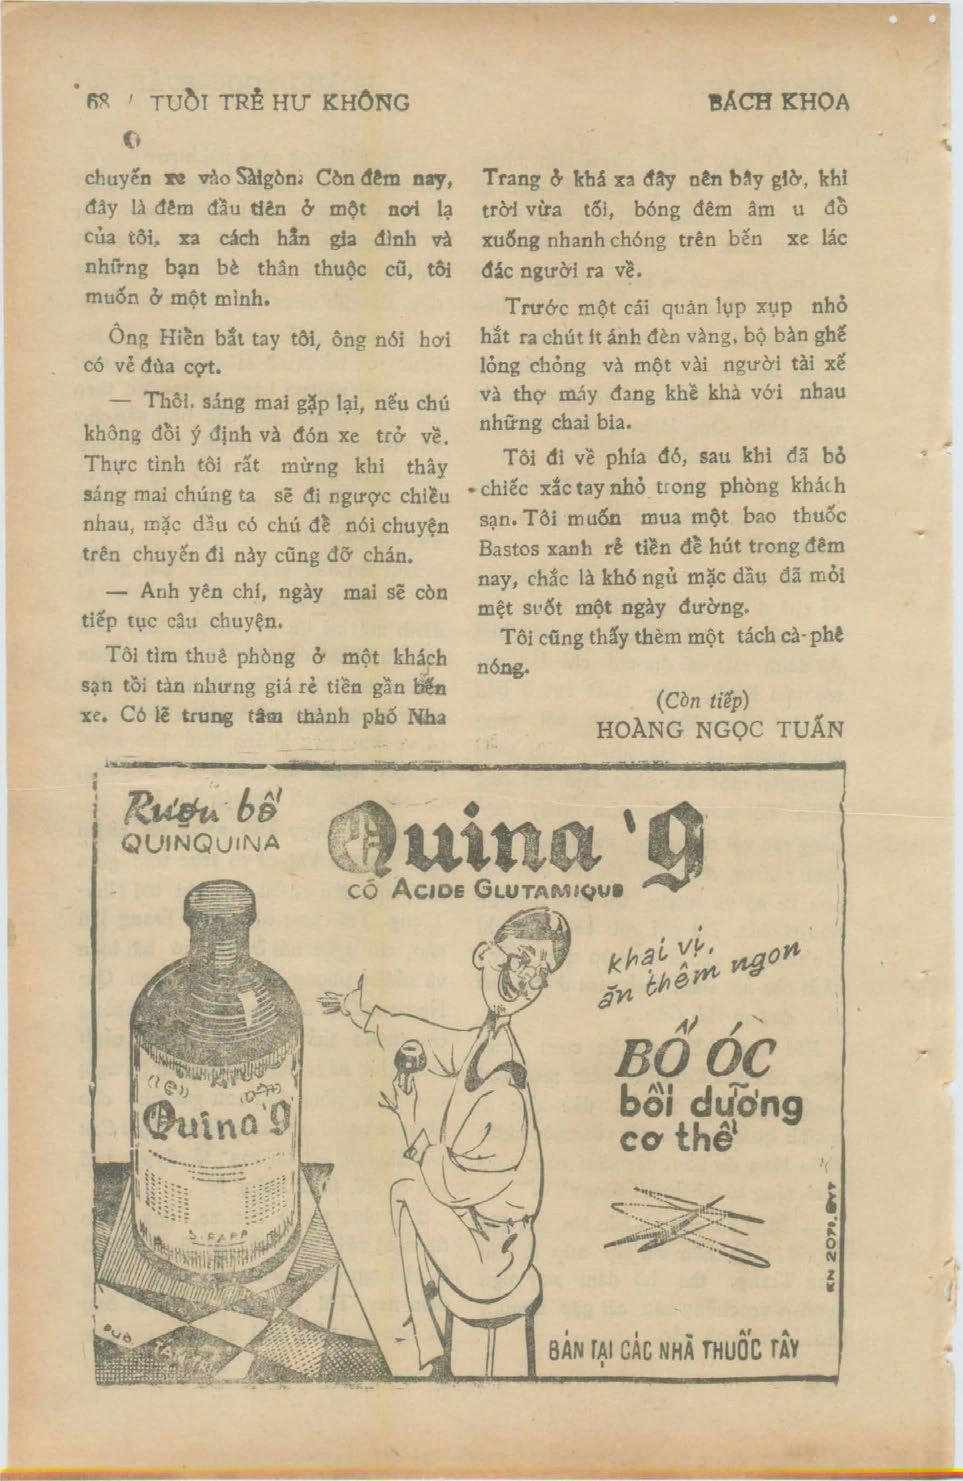 68 TUỔI TRẺ HƯ KHÔNG
BÁCH KHOA
chuyến xe vào Sàigòn; Còn đêm nay,
đây là đêm đầu tiên ở một nơi lạ
của tôi, xa cách hẳn gia đình và
những bạn bè thân thuộc cũ, tôi
muốn ở một mình.
Ông Hiền bắt tay tôi, ông nói hơi
có vẻ đùa cợt.
— Thôi, sáng mai gặp lại, nếu chú
không đổi ý định và đón xe trở về.
Thực tình tôi rất mừng khi thây
sáng mai chúng ta sẽ đi ngược chiều
nhau, mặc dầu có chú để nói chuyện
trên chuyến đi này cũng đỡ chán.
— Anh yên chí, ngày mai sẽ còn
tiếp tục câu chuyện.
Tôi tìm thuê phòng ở một khách
sạn tồi tàn nhưng giá rẻ tiền gần bến
xe. Có lẽ trung tâm thành phố Nha
Trang ở khá xa đây nên bây giờ, khi
trời vừa tối, bóng đêm âm u đổ
xuống nhanh chóng trên bến xe lác
đác người ra về.
Trước một cái quán lụp xụp nhỏ
hắt ra chút ít ánh đèn vàng, bộ bàn ghế
lỏng chỏng và một vài người tài xế
và thợ máy đang khề khà với nhau
những chai bia.
Tôi đi về phía đó, sau khi đã bỏ
chiếc xắc tay nhỏ trong phòng khách
sạn. Tôi muốn mua một bao thuốc
Bastos xanh rẻ tiền để hút trong đêm
nay, chắc là khó ngủ mặc dầu đã mỏi
mệt suốt một ngày đường.
Tôi cũng thấy thèm một tách cà-phê
nóng.
(Còn tiếp)
HOÀNG NGỌC TUẤN
Rượu bổ
QUINQUINA
Quina 'g
CÓ ACIDE GLUTAMIQUE
khai vị,
ăn thêm ngon
BỔ ÓC
bồi dưỡng
cơ thể
Quina 'g
BÁN TẠI CÁC NHÀ THUỐC TÂY